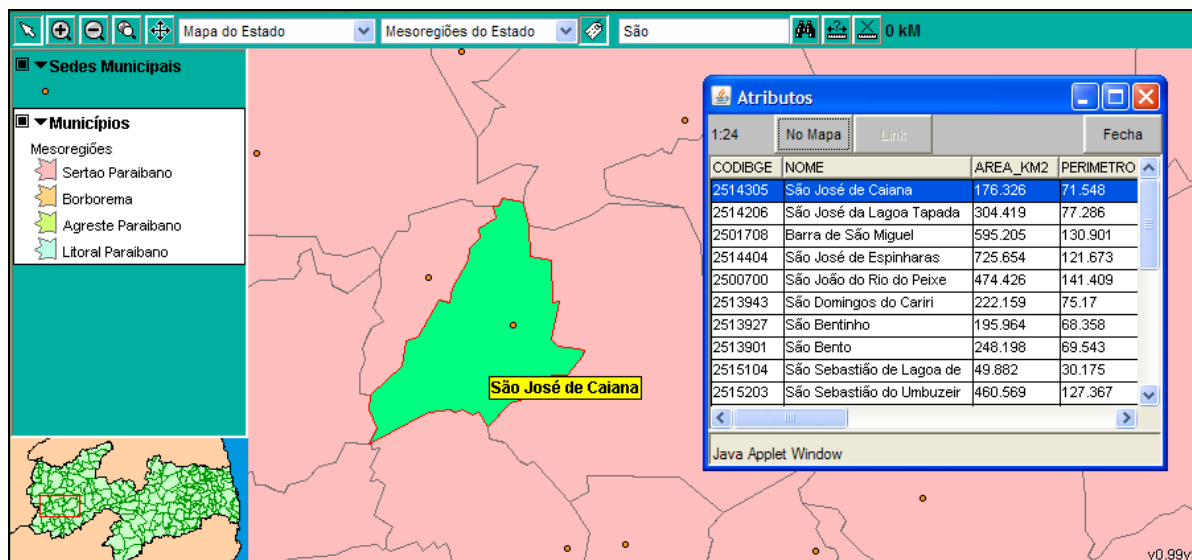 Mapa do Estado Mesoregiões do Estado São 0 kM
Sedes Municipais
Municípios
Mesoregiões
Sertao Paraibano
Borborema
Agreste Paraibano
Litoral Paraibano
São José de Caiana
Atributos
1:24 No Mapa Link Fecha
CODIBGE NOME AREA_KM2 PERIMETRO
2514305 São José de Caiana 176.326 71.548
2514206 São José da Lagoa Tapada 304.419 77.286
2501708 Barra de São Miguel 595.205 130.901
2514404 São José de Espinharas 725.654 121.673
2500700 São João do Rio do Peixe 474.426 141.409
2513943 São Domingos do Cariri 222.159 75.17
2513927 São Bentinho 195.964 68.358
2513901 São Bento 248.198 69.543
2515104 São Sebastião de Lagoa de 49.882 30.175
2515203 São Sebastião do Umbuzeir 460.569 127.367
Java Applet Window
v0.99v